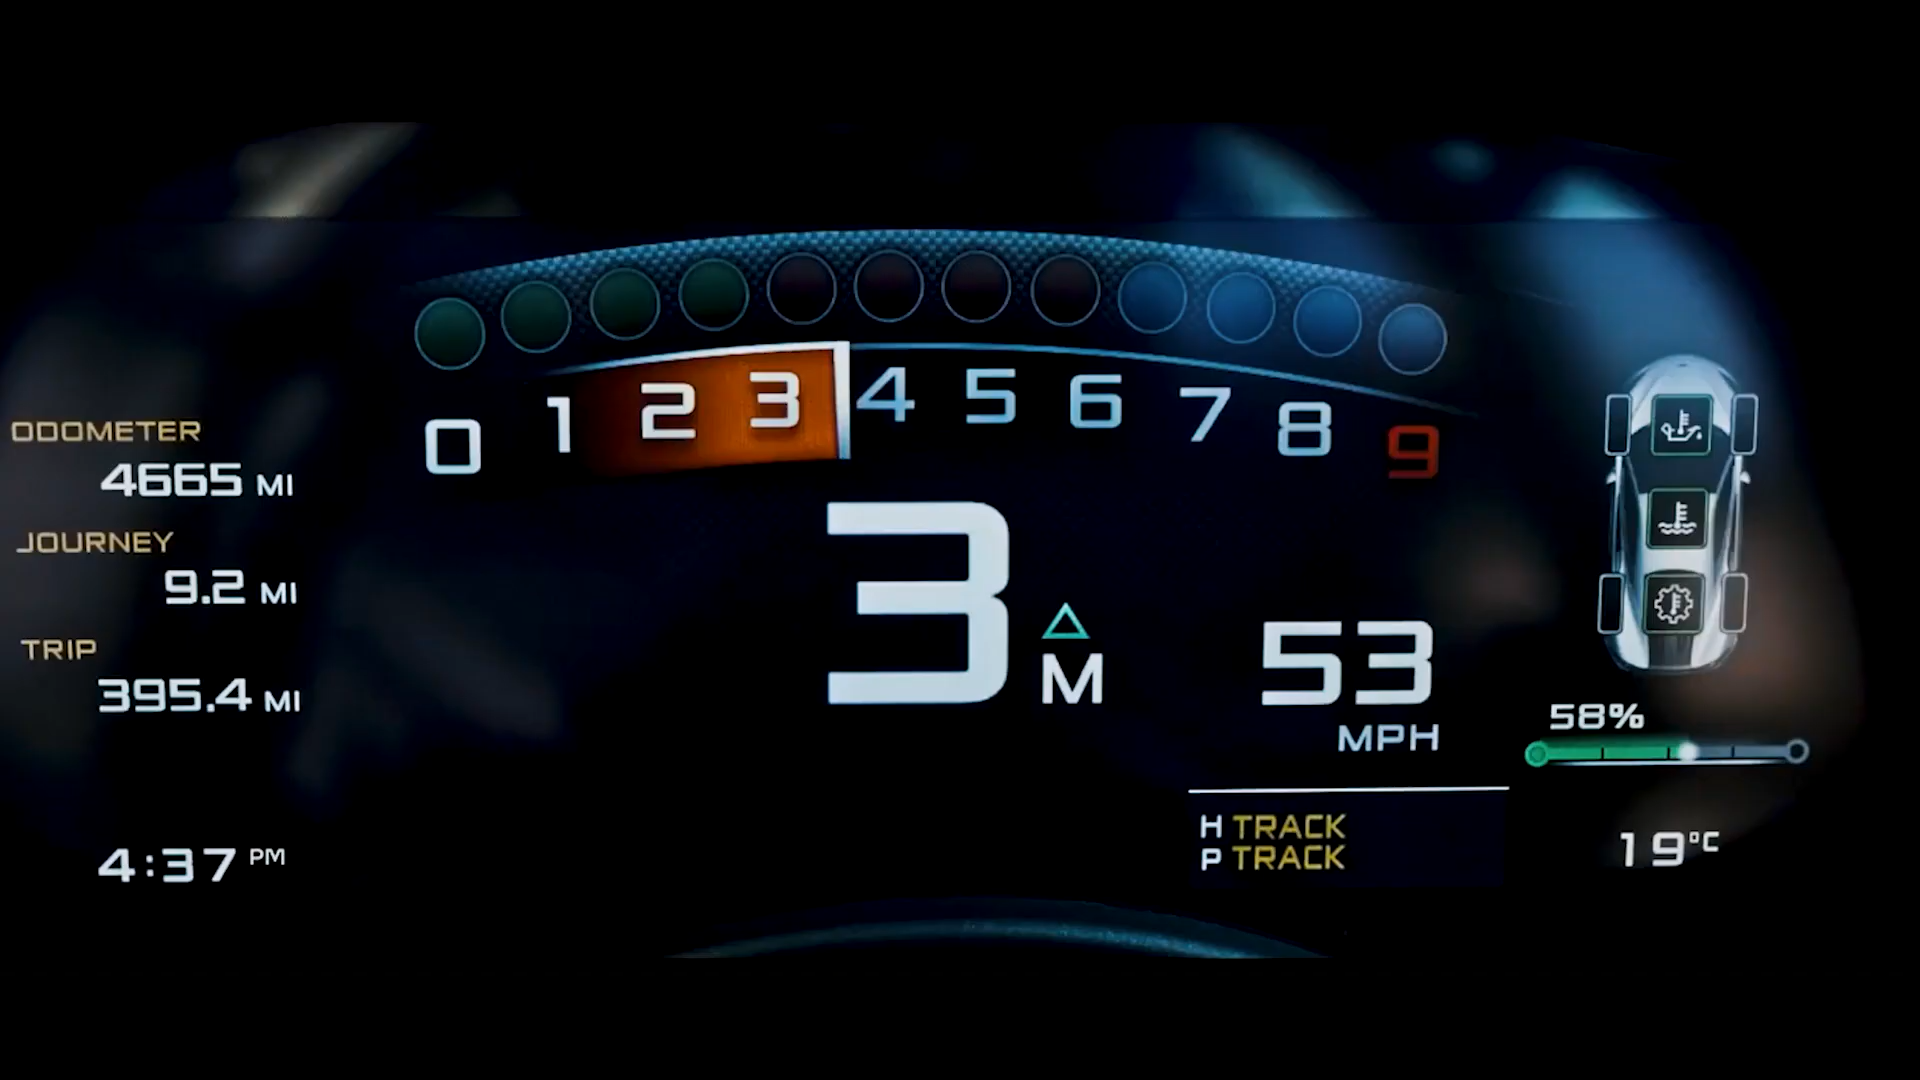 0 1 2 3 4 5 6 7 8 9
ODOMETER
4665 MI
JOURNEY
9.2 MI
TRIP
395.4 MI
4:37 PM
3
M
53
MPH
H TRACK
P TRACK
58%
19°C